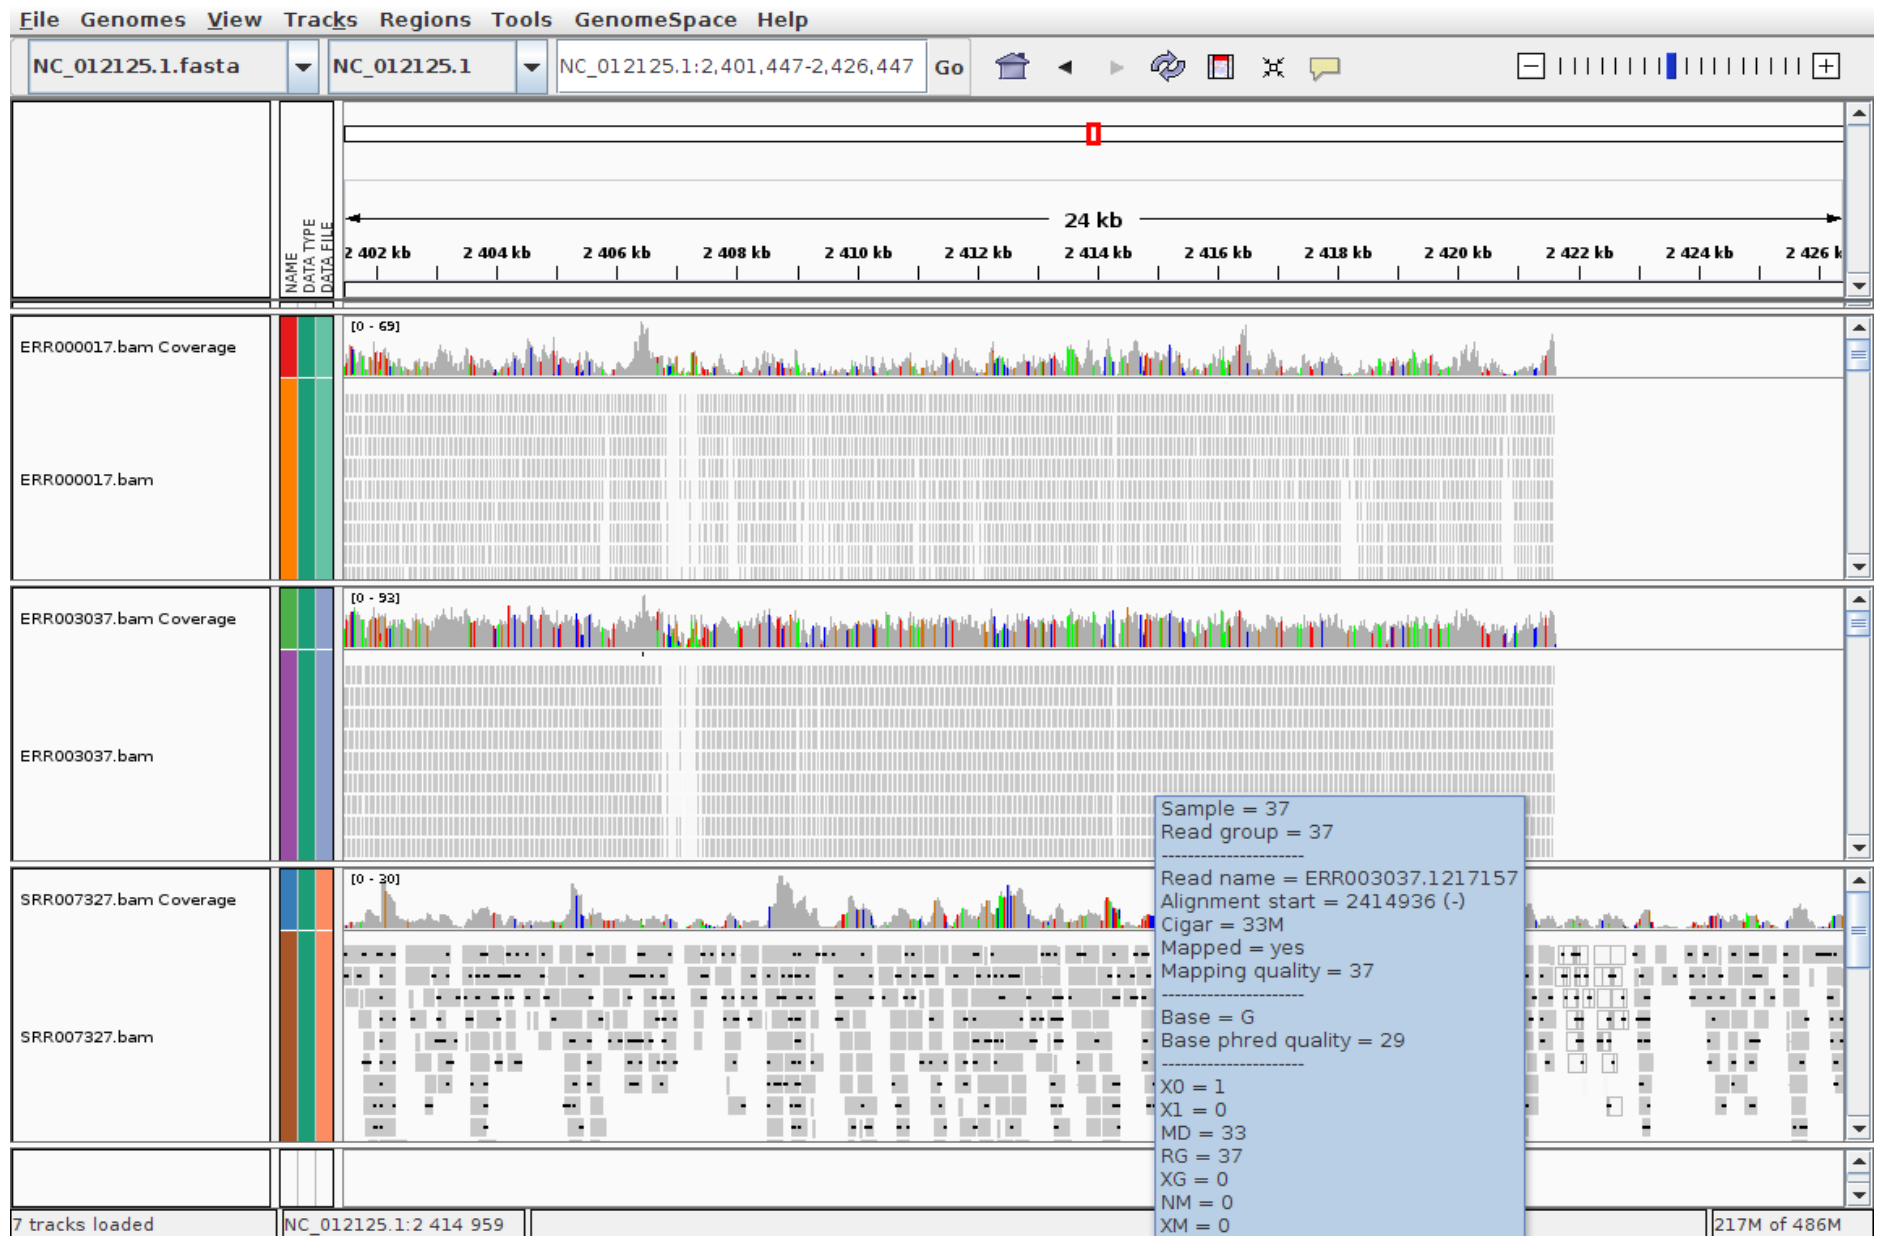 File Genomes View Tracks Regions Tools GenomeSpace Help
NC_012125.1.fasta NC_012125.1 NC_012125.1:2,401,447-2,426,447 Go
24 kb
2 402 kb 2 404 kb 2 406 kb 2 408 kb 2 410 kb 2 412 kb 2 414 kb 2 416 kb 2 418 kb 2 420 kb 2 422 kb 2 424 kb 2 426 k
NAME
DATA TYPE
DATA FILE
[0 - 69]
ERR000017.bam Coverage
ERR000017.bam
[0 - 93]
ERR003037.bam Coverage
ERR003037.bam
[0 - 30]
SRR007327.bam Coverage
SRR007327.bam
Sample = 37
Read group = 37
----------------------
Read name = ERR003037.1217157
Alignment start = 2414936 (-)
Cigar = 33M
Mapped = yes
Mapping quality = 37
----------------------
Base = G
Base phred quality = 29
----------------------
X0 = 1
X1 = 0
MD = 33
RG = 37
XG = 0
NM = 0
XM = 0
7 tracks loaded NC_012125.1:2 414 959 217M of 486M